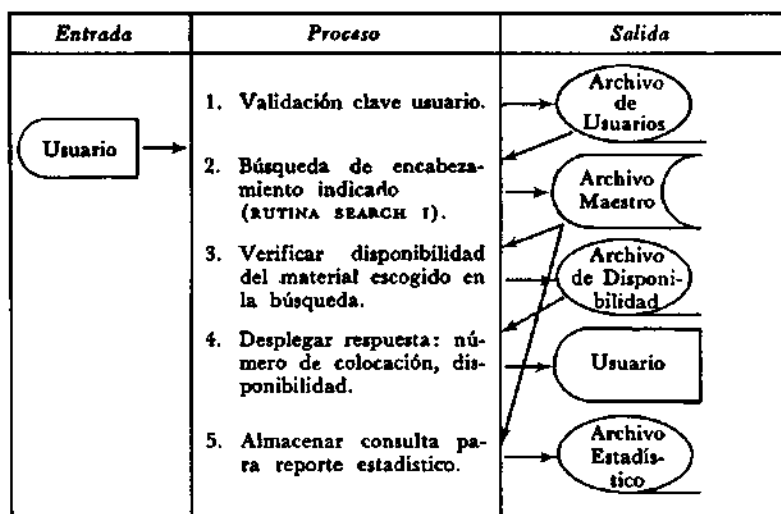 Entrada
Proceso
Salida
Usuario
1. Validación clave usuario.
2. Búsqueda de encabeza-
miento indicado
(RUTINA SEARCH I).
3. Verificar disponibilidad
del material escogido en
la búsqueda.
4. Desplegar respuesta: nú-
mero de colocación, dis-
ponibilidad.
5. Almacenar consulta pa-
ra reporte estadístico.
Archivo
de
Usuarios
Archivo
Maestro
Archivo
de Disponi-
bilidad
Usuario
Archivo
Estadís-
tico